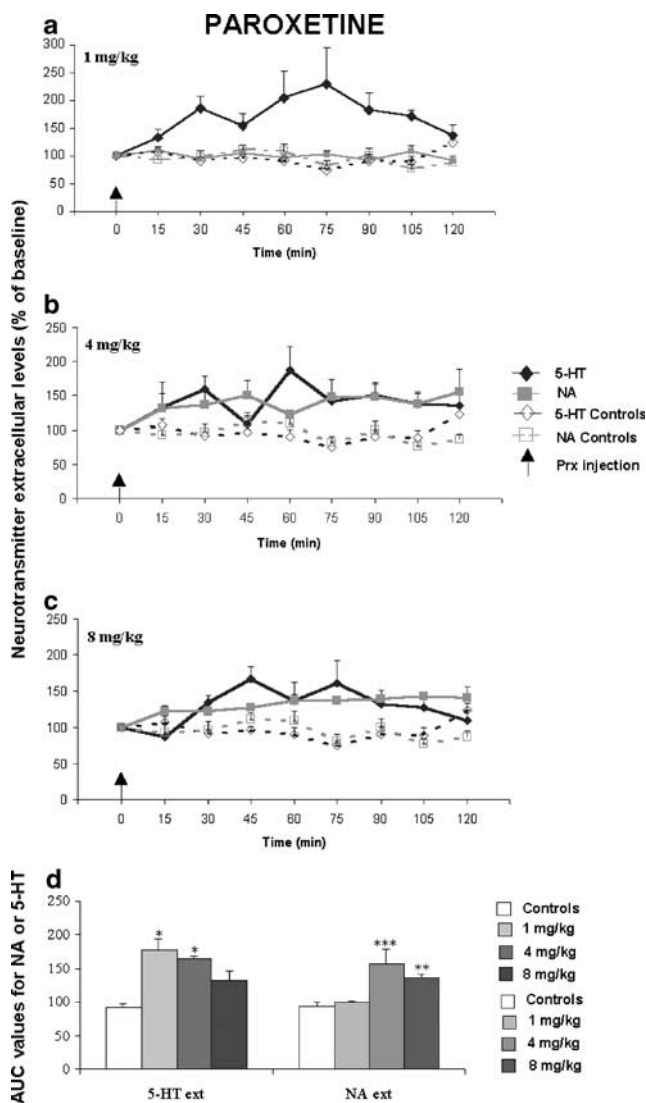 PAROXETINE
a
1 mg/kg
300
250
200
150
100
50
0
0 15 30 45 60 75 90 105 120
Time (min)
Neurotransmitter extracellular levels (% of baseline)
b
4 mg/kg
250
200
150
100
50
0
0 15 30 45 60 75 90 105 120
Time (min)
5-HT
NA
5-HT Controls
NA Controls
Prx injection
c
8 mg/kg
250
200
150
100
50
0
0 15 30 45 60 75 90 105 120
Time (min)
d
AUC values for NA or 5-HT
250
200
150
100
50
0
* * *** **
5-HT ext NA ext
Controls
1 mg/kg
4 mg/kg
8 mg/kg
Controls
1 mg/kg
4 mg/kg
8 mg/kg